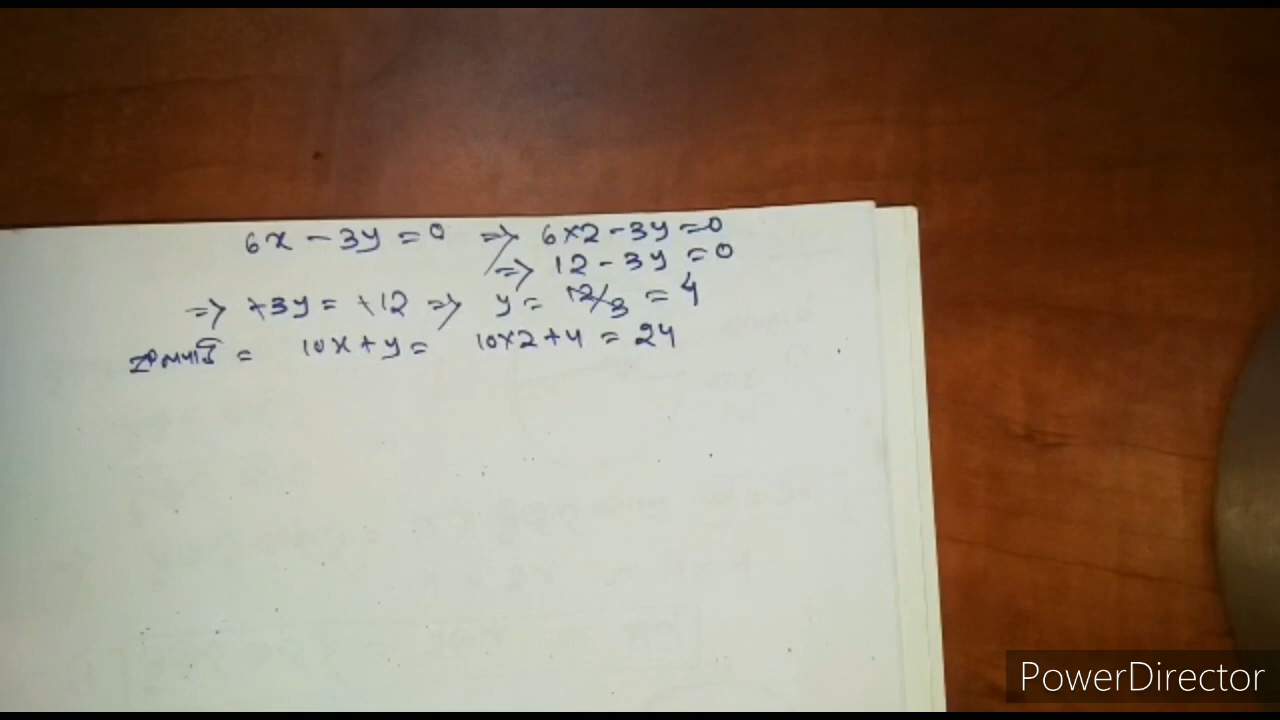 6x - 3y = 0 => 6×2 - 3y = 0
=> 12 - 3y = 0
=> +3y = +12 => y = 12/3 = 4
= 10x + y = 10×2 + 4 = 24
PowerDirector